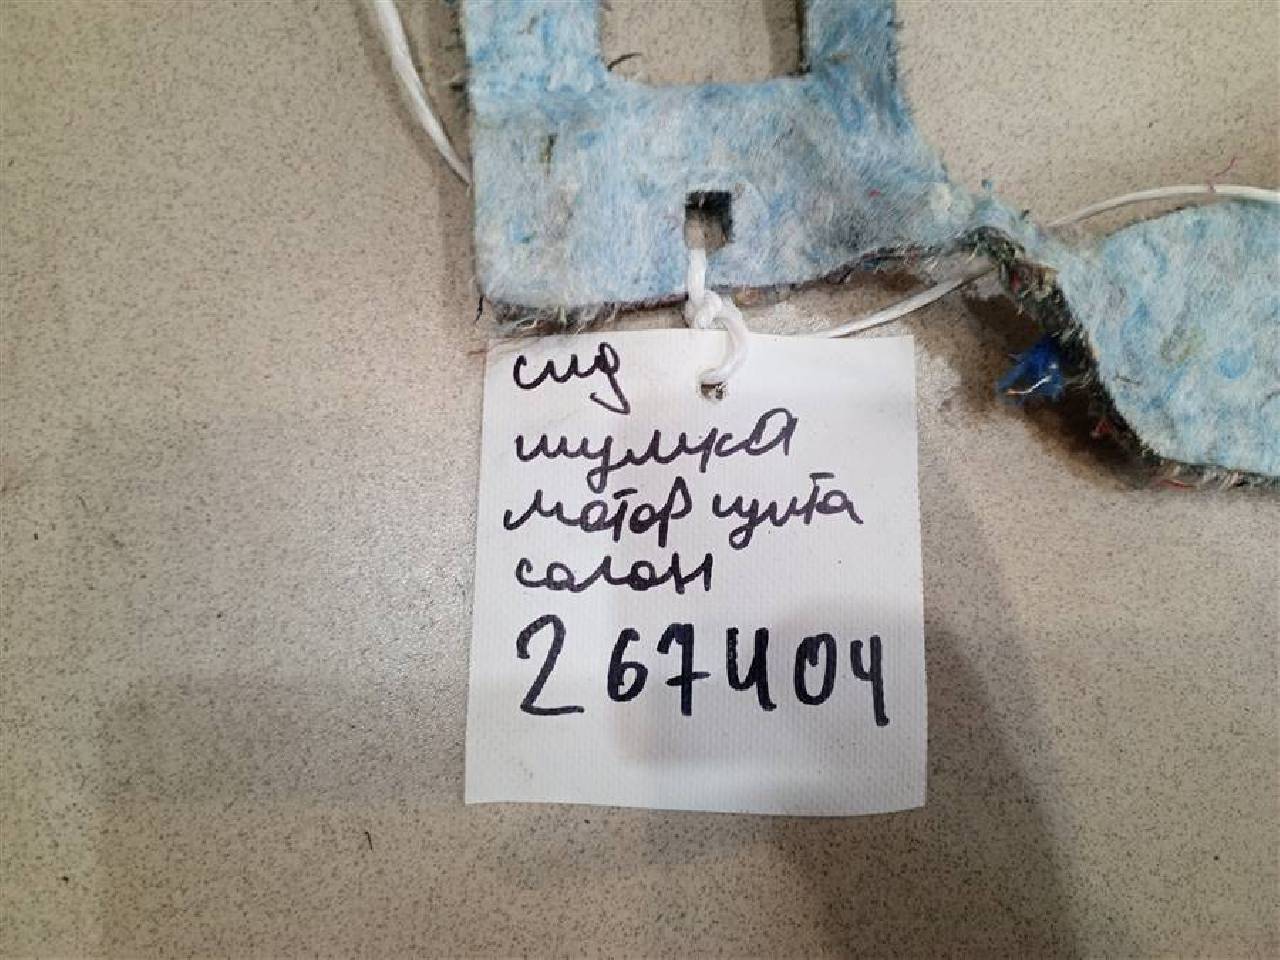 сид
шумка
мотор щита
салон
267404